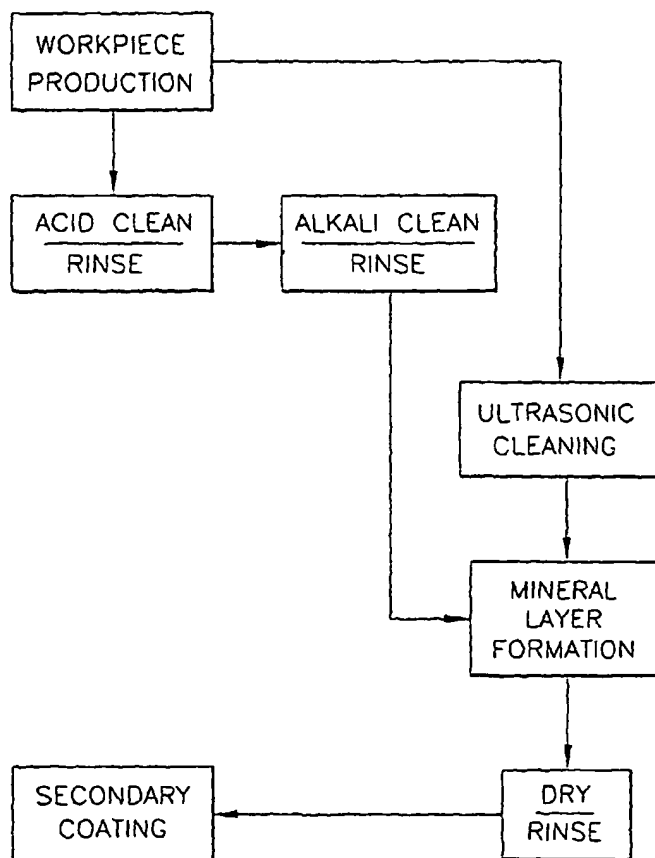 WORKPIECE
PRODUCTION
ACID CLEAN
RINSE
ALKALI CLEAN
RINSE
ULTRASONIC
CLEANING
MINERAL
LAYER
FORMATION
SECONDARY
COATING
DRY
RINSE